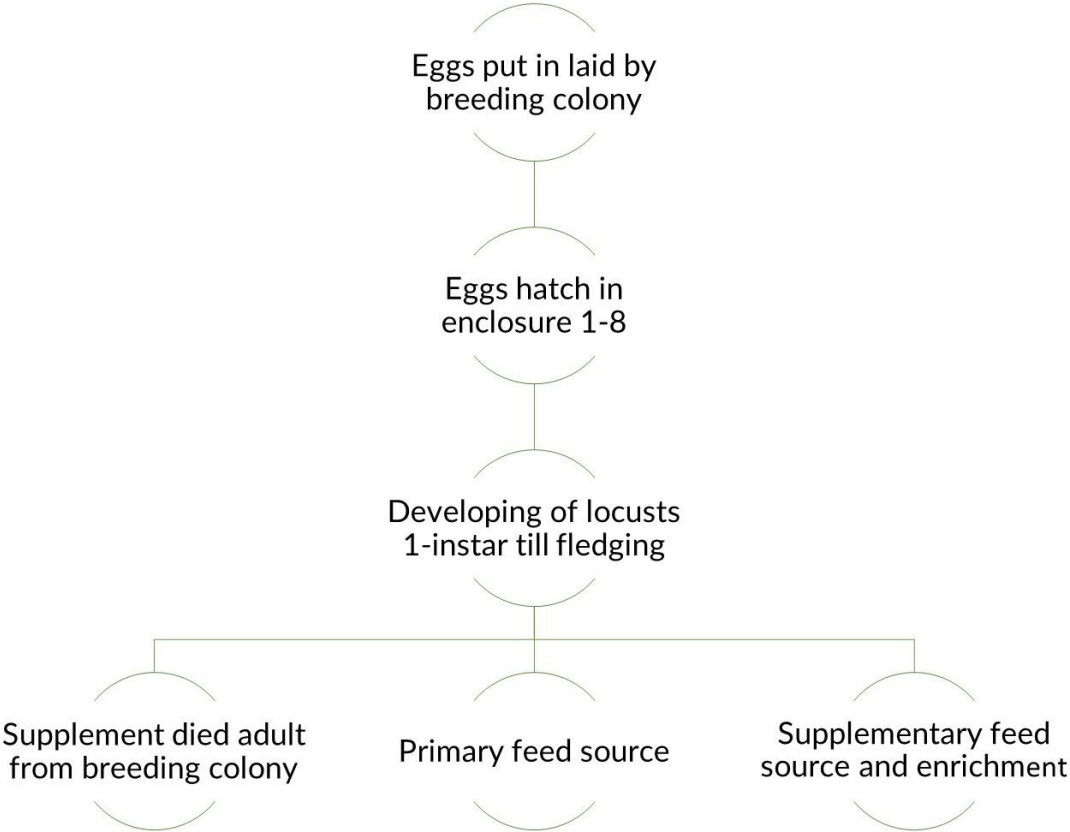 Eggs put in laid by
breeding colony
Eggs hatch in
enclosure 1-8
Developing of locusts
1-instar till fledging
Supplement died adult
from breeding colony
Primary feed source
Supplementary feed
source and enrichment